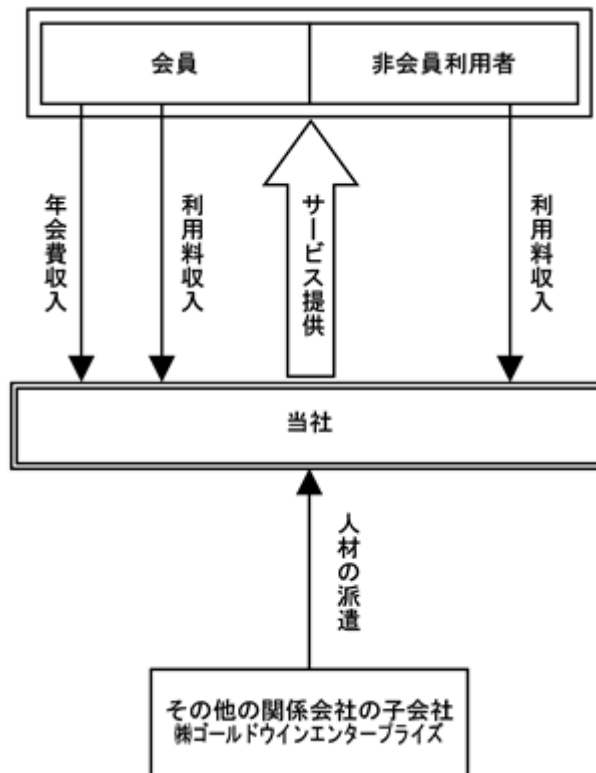 会員
非会員利用者
年会費収入
利用料収入
サービス提供
利用料収入
当社
人材の派遣
その他の関係会社の子会社
㈱ゴールドウインエンタープライズ